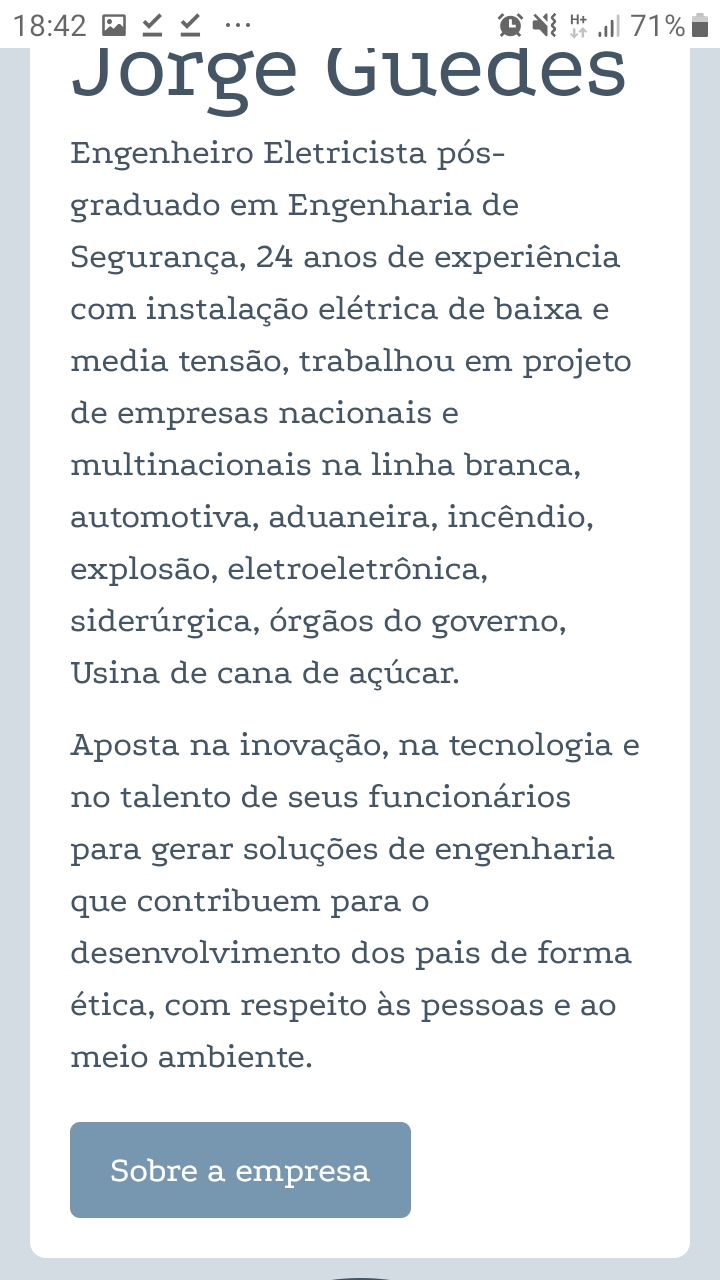 18:42 H+ 71%
Jorge Guedes
Engenheiro Eletricista pós-
graduado em Engenharia de
Segurança, 24 anos de experiência
com instalação elétrica de baixa e
media tensão, trabalhou em projeto
de empresas nacionais e
multinacionais na linha branca,
automotiva, aduaneira, incêndio,
explosão, eletroeletrônica,
siderúrgica, órgãos do governo,
Usina de cana de açúcar.
Aposta na inovação, na tecnologia e
no talento de seus funcionários
para gerar soluções de engenharia
que contribuem para o
desenvolvimento dos pais de forma
ética, com respeito às pessoas e ao
meio ambiente.
Sobre a empresa